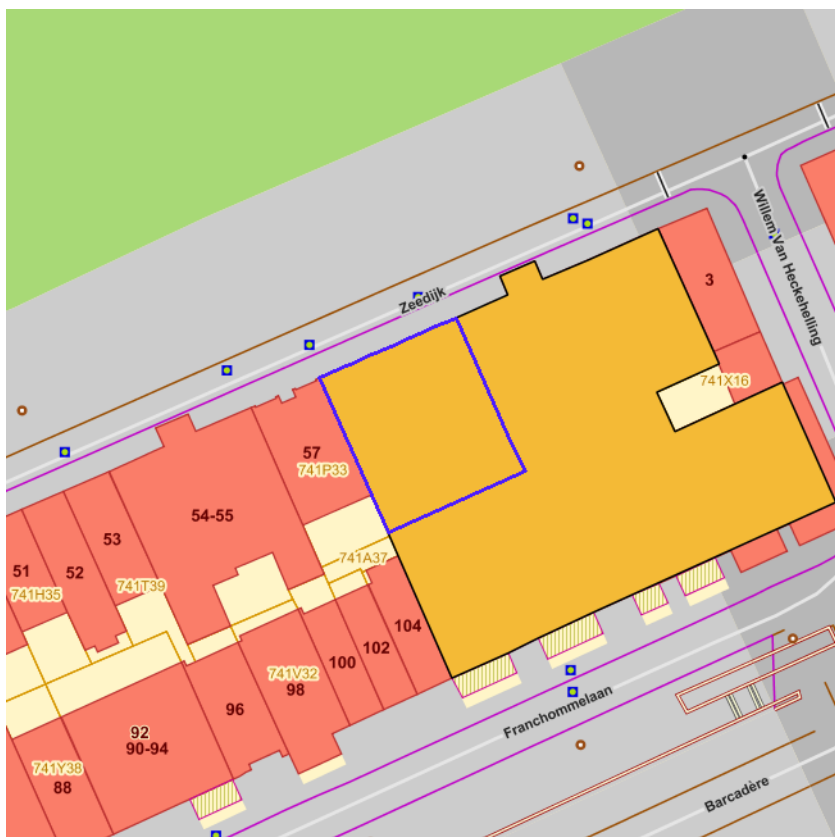 Willem Van Heckehelling
3
Zeedijk
741X16
57
741P33
54-55
53
52
51
741H35
741T39
741A37
104
102
100
741V32
98
96
92
90-94
741Y38
88
Franchommelaan
Barcadère